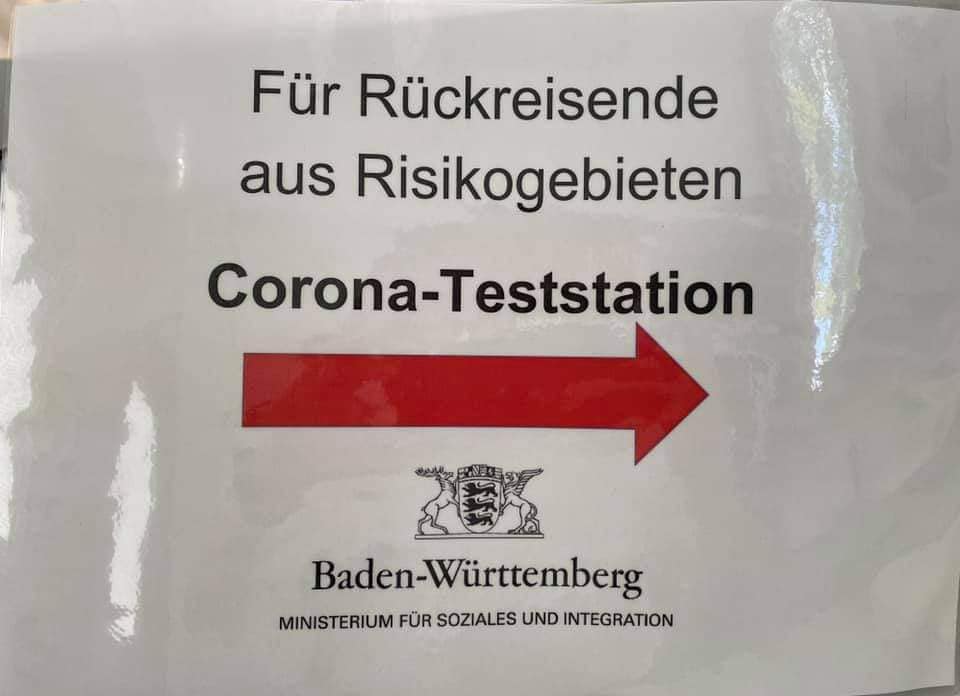 Für Rückreisende
aus Risikogebieten
Corona-Teststation
Baden-Württemberg
MINISTERIUM FÜR SOZIALES UND INTEGRATION